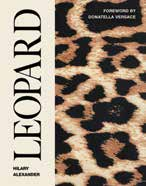 LEOPARD
FOREWORD BY
DONATELLA VERSACE
HILARY
ALEXANDER